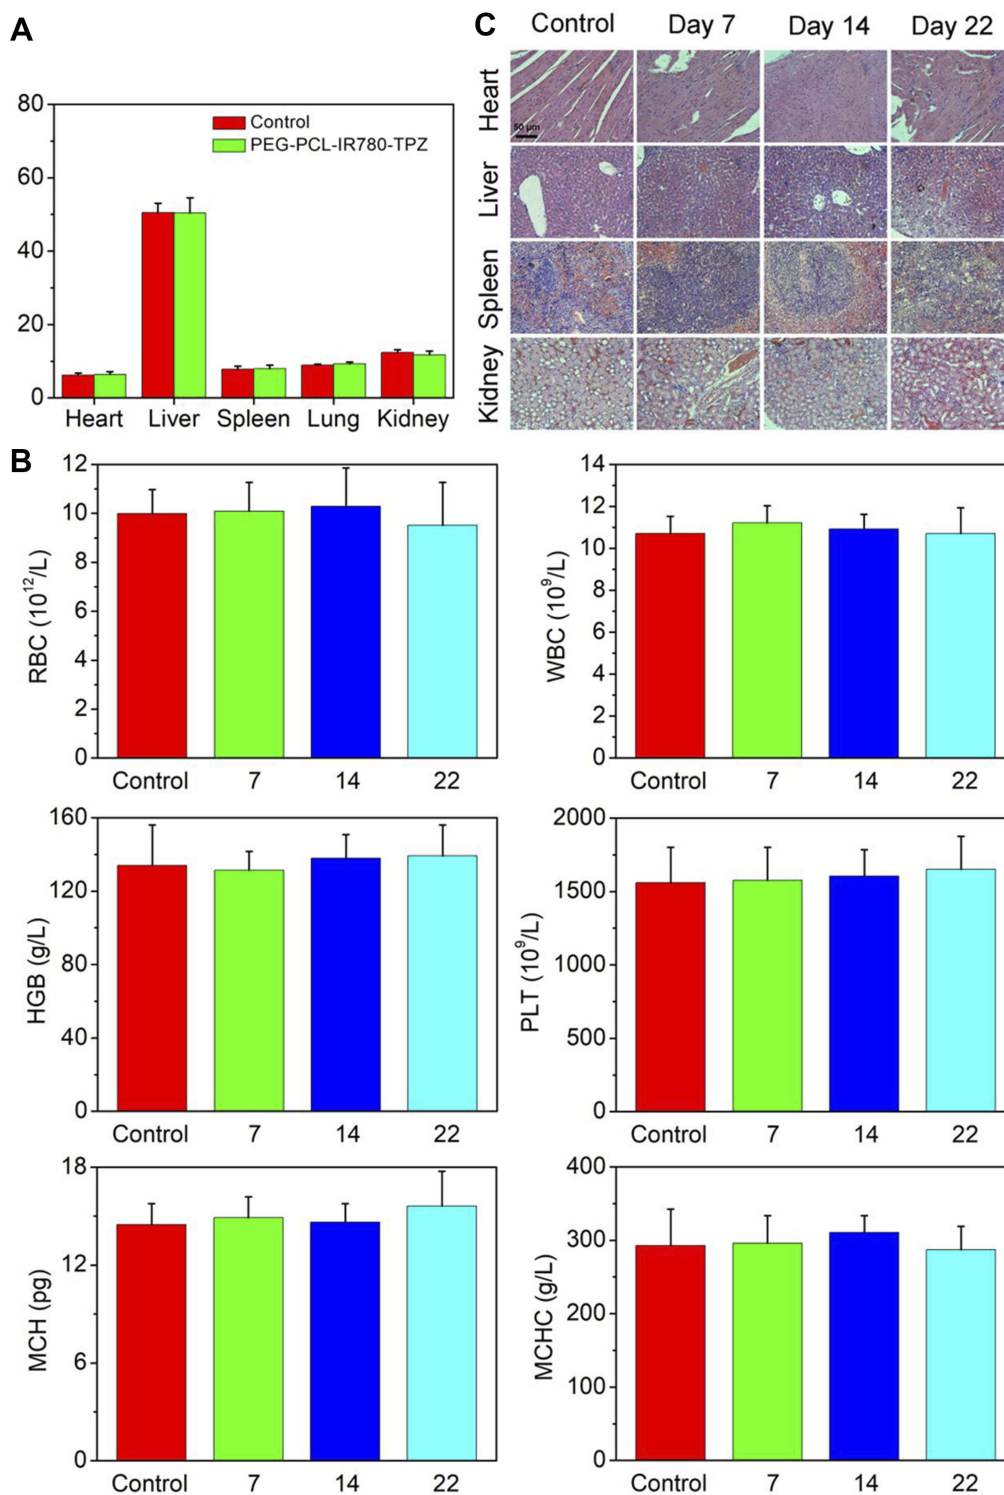 A
80
60
40
20
0
Control
PEG-PCL-IR780-TPZ
Heart Liver Spleen Lung Kidney
C
Control Day 7 Day 14 Day 22
Heart
50 μm
Liver
Spleen
Kidney
B
12
10
8
6
4
2
0
RBC (10¹²/L)
Control 7 14 22
14
12
10
8
6
4
2
0
WBC (10⁹/L)
Control 7 14 22
160
120
80
40
0
HGB (g/L)
Control 7 14 22
2000
1500
1000
500
0
PLT (10⁹/L)
Control 7 14 22
18
12
6
0
MCH (pg)
Control 7 14 22
400
300
200
100
0
MCHC (g/L)
Control 7 14 22